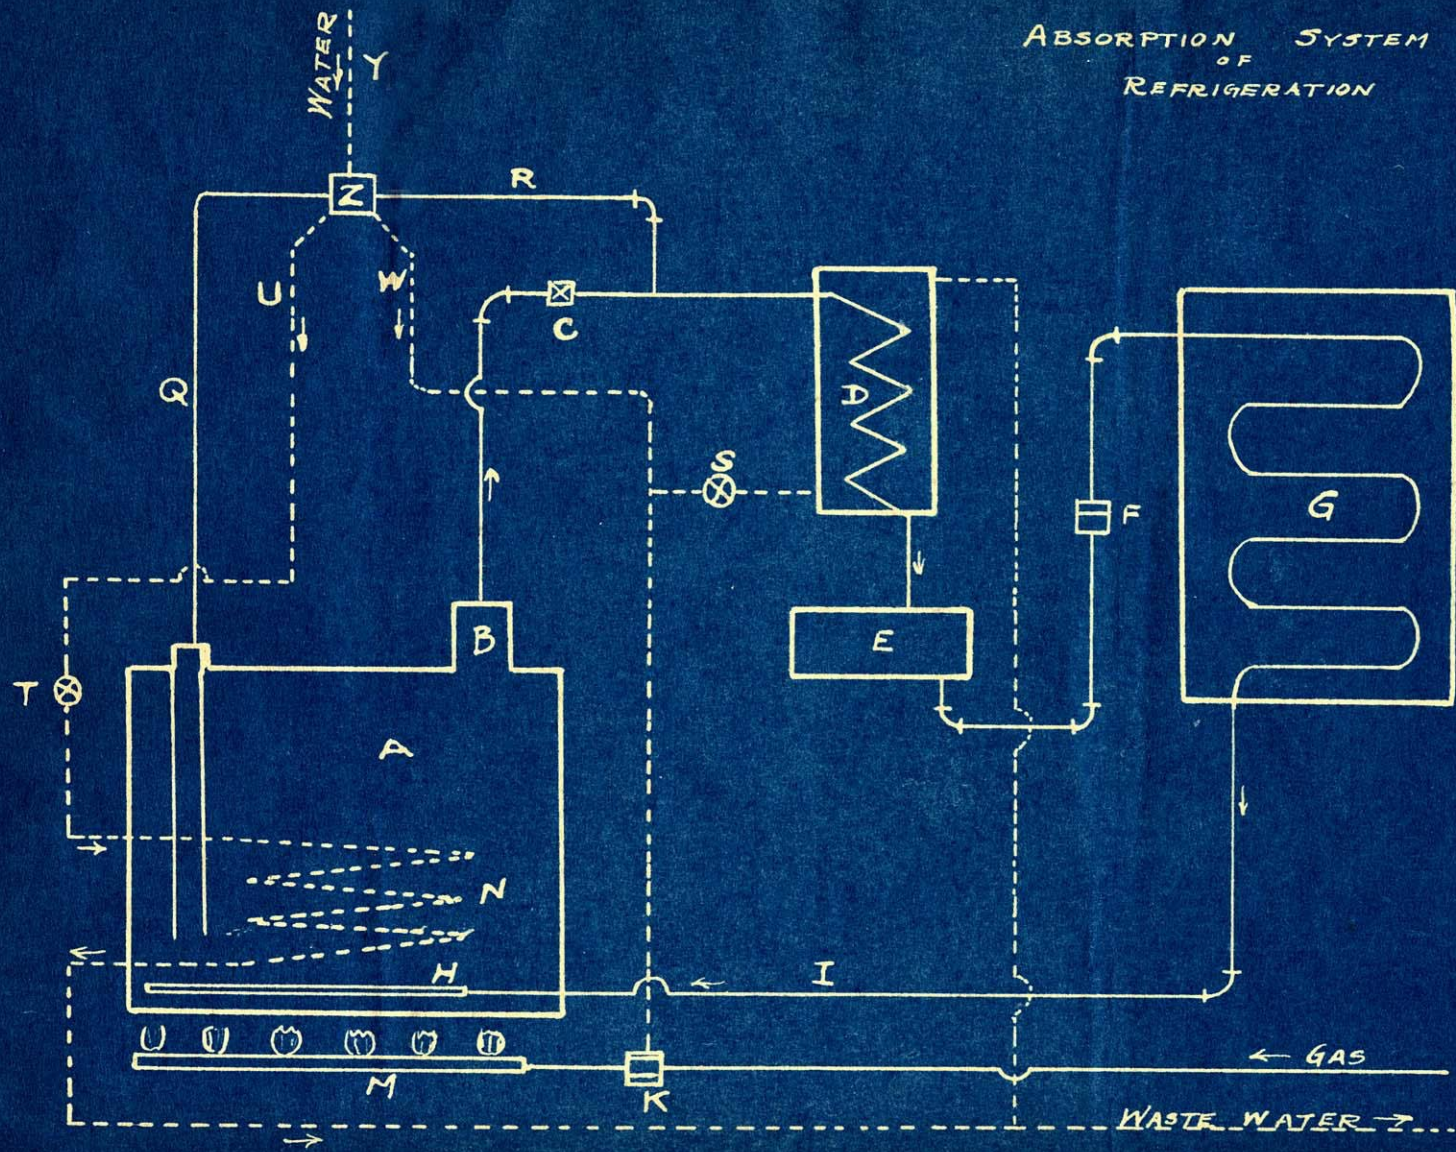 ABSORPTION SYSTEM
OF
REFRIGERATION
WATER
Y
Z
R
U
W
C
Q
D
S
F
G
B
E
T
A
N
H
I
M
K
← GAS
WASTE WATER →